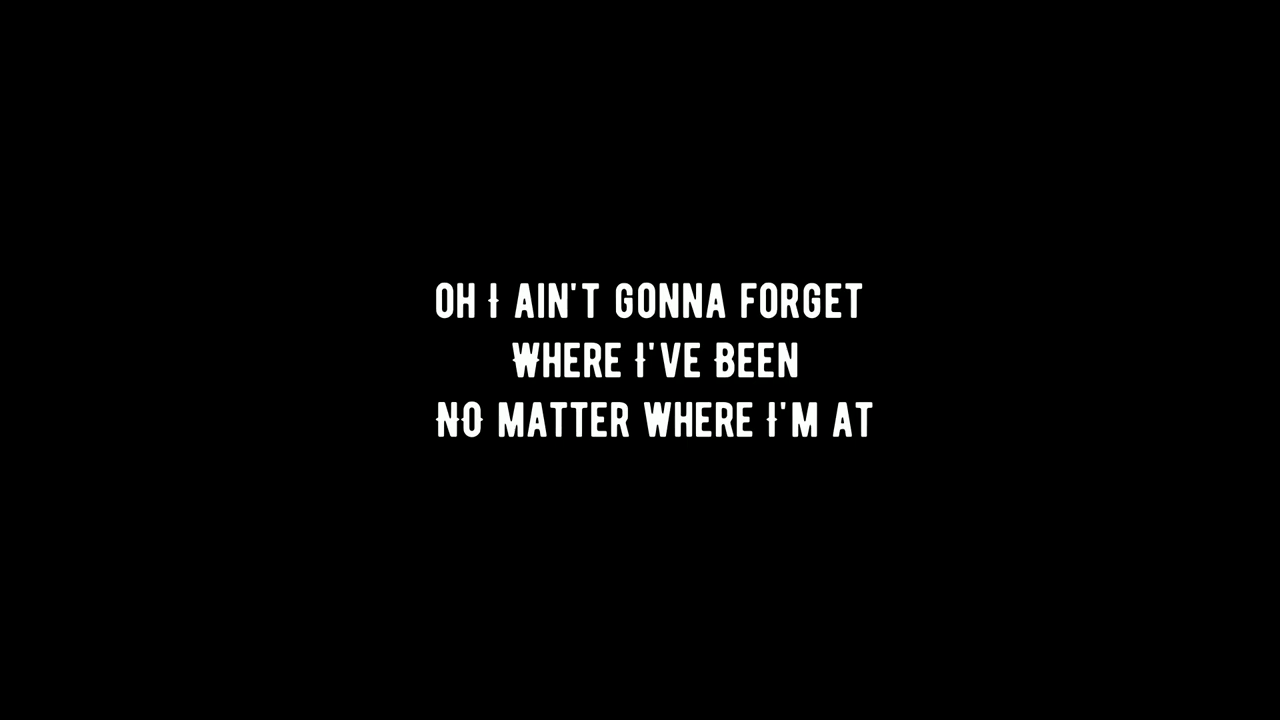 OH I AIN'T GONNA FORGET
WHERE I'VE BEEN
NO MATTER WHERE I'M AT